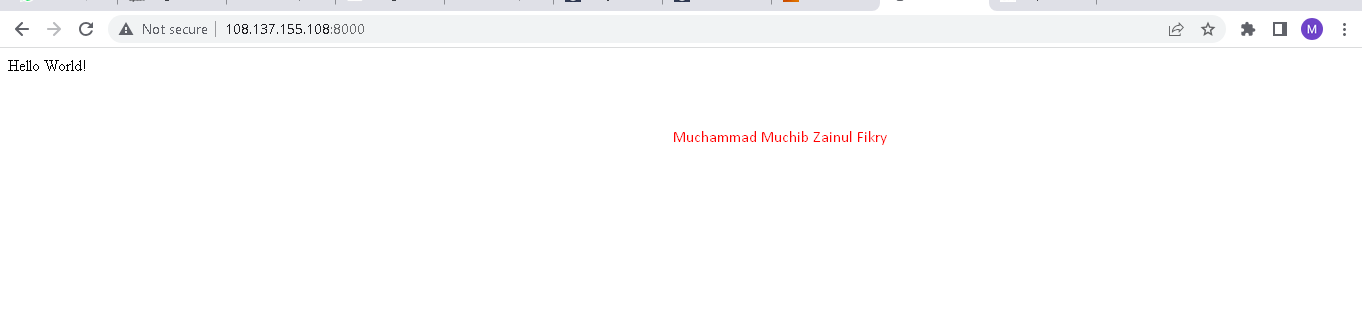 Not secure
108.137.155.108:8000
M
Hello World!
Muchammad Muchib Zainul Fikry